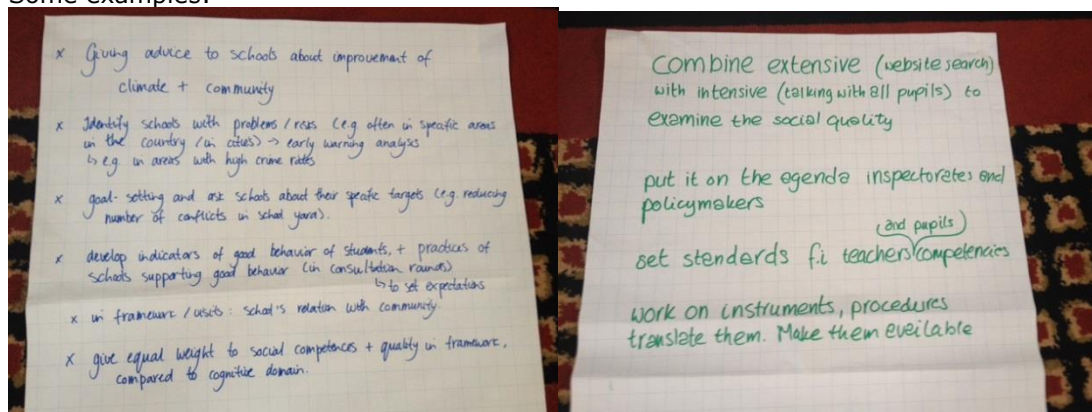 Some examples:
x Giving advice to schools about improvement of
climate + community
x Identify schools with problems / risks (e.g. often in specific areas
in the country / in cities) → early warning analysis
↳ e.g. in areas with high crime rates
x goal-setting and ask schools about their specific targets (e.g. reducing
number of conflicts in school yard).
x develop indicators of good behavior of students, + practices of
schools supporting good behavior (in consultation rounds)
↳ to set expectations
x in framework / visits : school's relation with community.
x give equal weight to social competences + quality in framework,
compared to cognitive domain.
Combine extensive (website search)
with intensive (talking with all pupils) to
examine the social quality
put it on the agenda inspectorates and
policymakers
(and pupils)
set standards f.i teachers competencies
work on instruments, procedures
translate them. Make them available